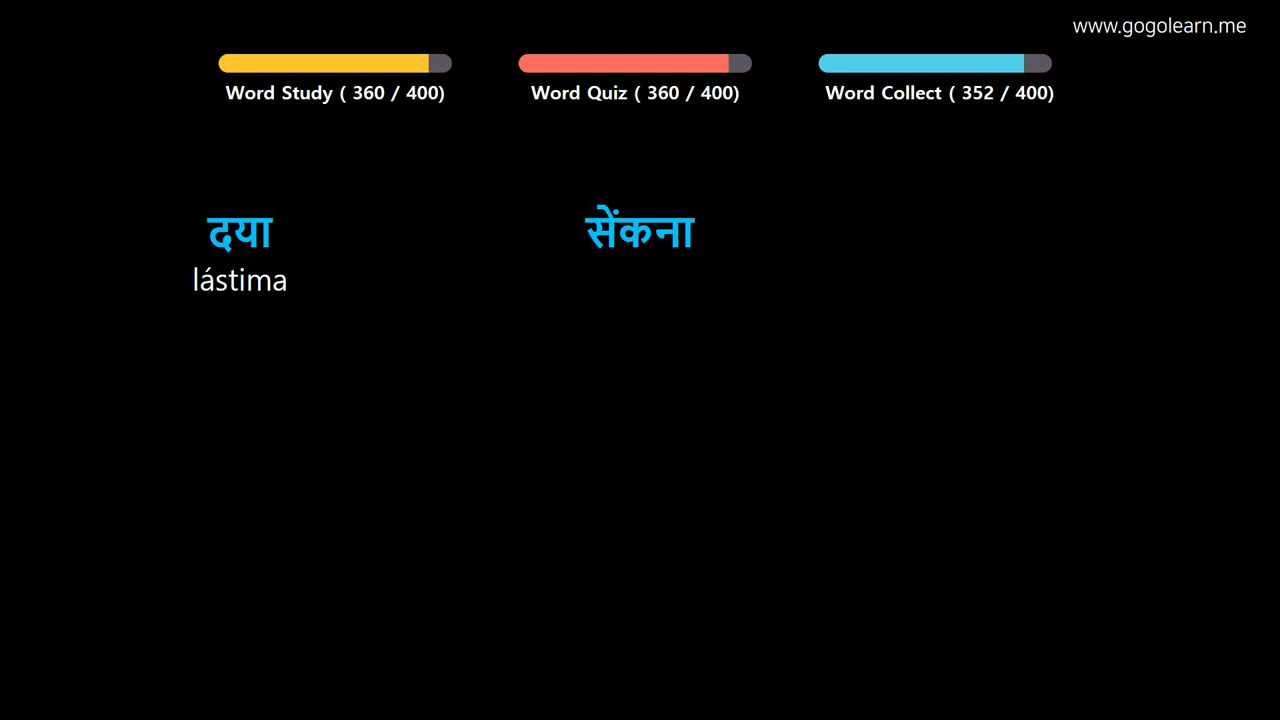 www.gogolearn.me
Word Study ( 360 / 400)
Word Quiz ( 360 / 400)
Word Collect ( 352 / 400)
दया
सेंकना
lástima